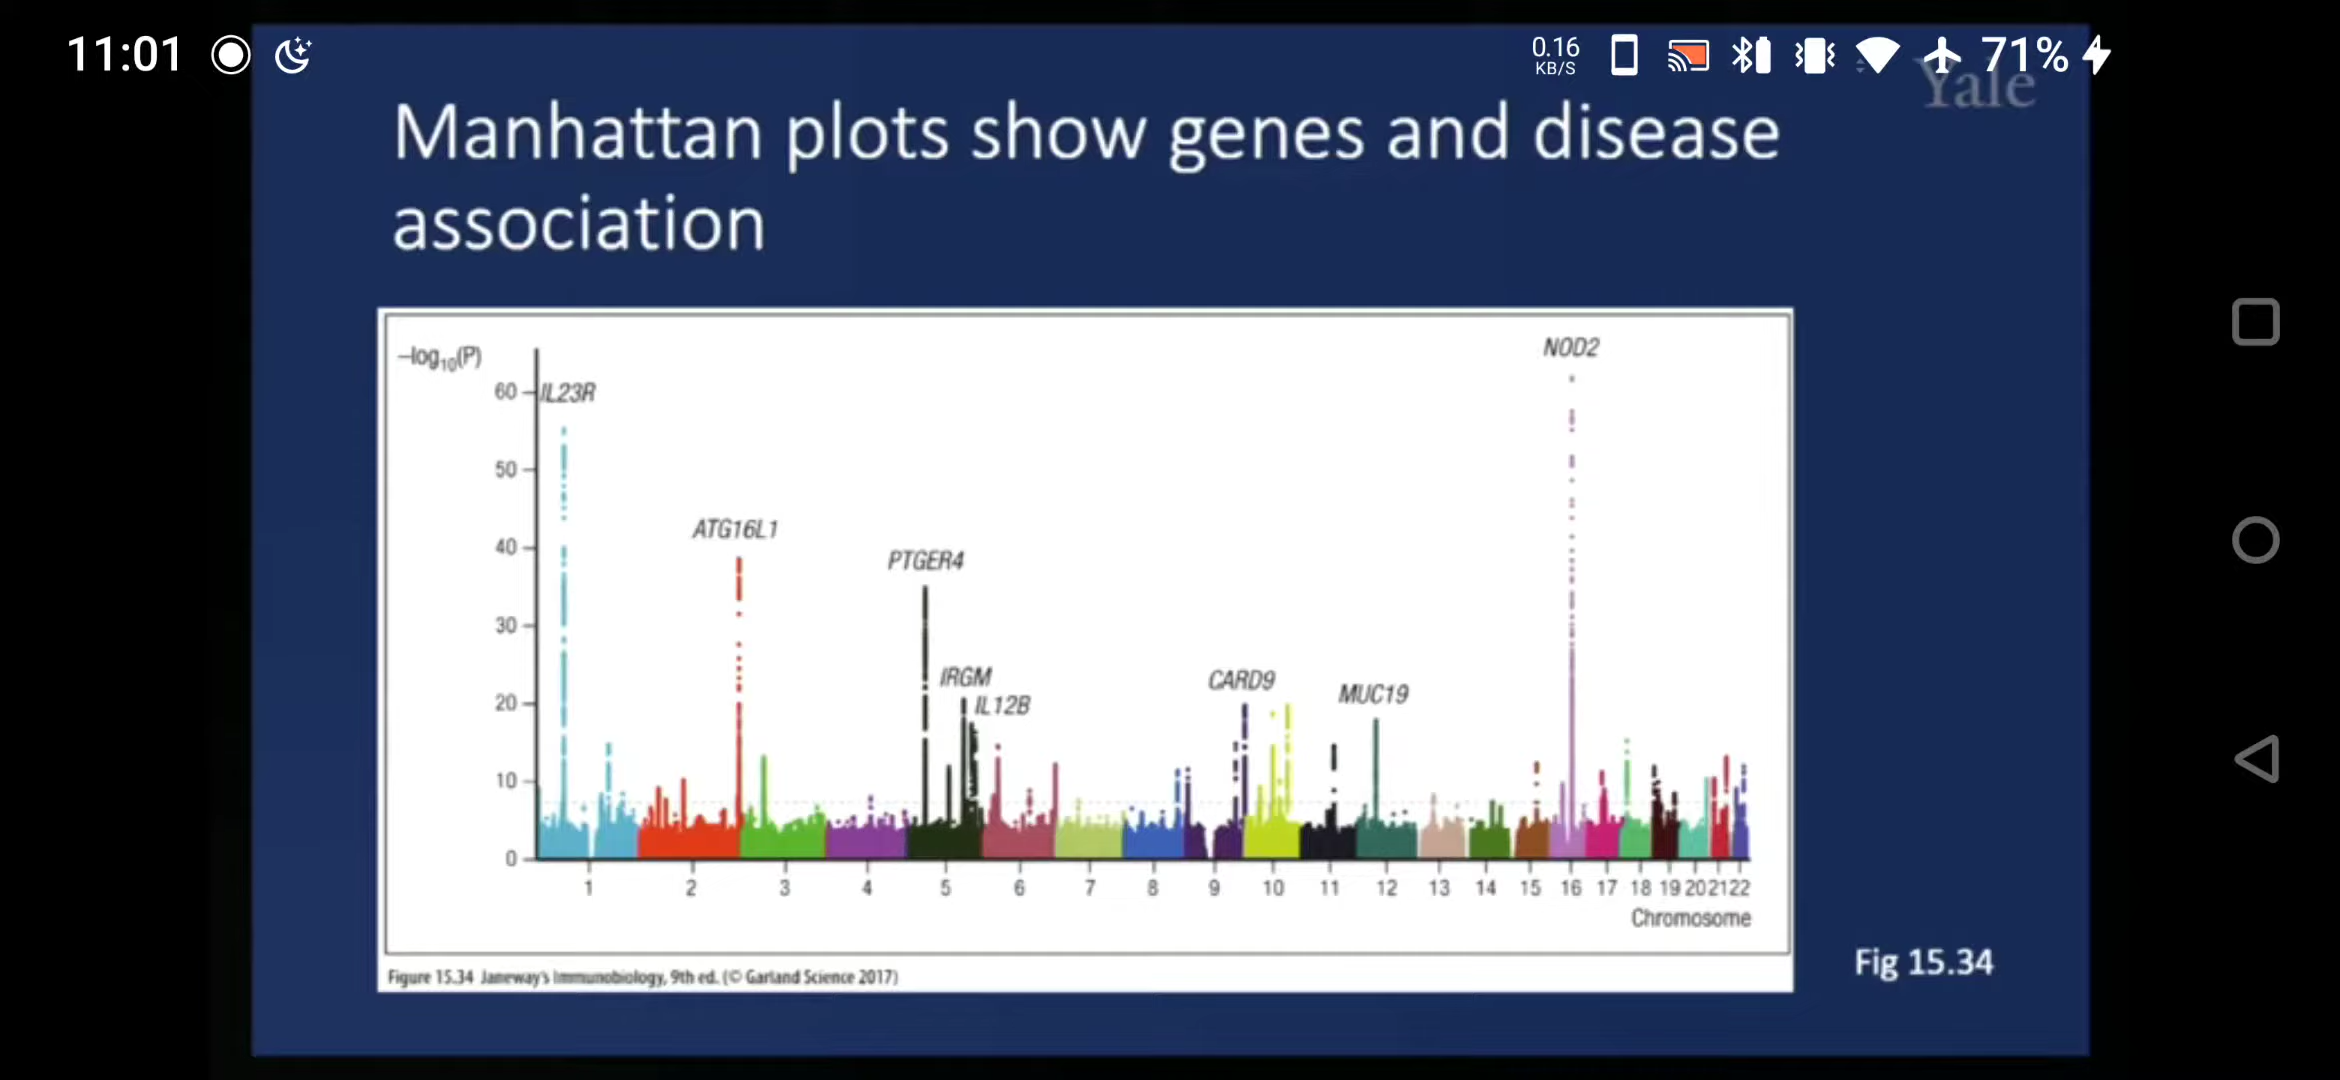 11:01
0.16
KB/S
71%
Yale
Manhattan plots show genes and disease
association
–log10(P)
NOD2
60
IL23R
50
ATG16L1
40
PTGER4
30
IRGM
CARD9
MUC19
20
IL12B
10
0
1 2 3 4 5 6 7 8 9 10 11 12 13 14 15 16 17 18 19 20 21 22
Chromosome
Fig 15.34
Figure 15.34 Janeway's Immunobiology, 9th ed. (© Garland Science 2017)